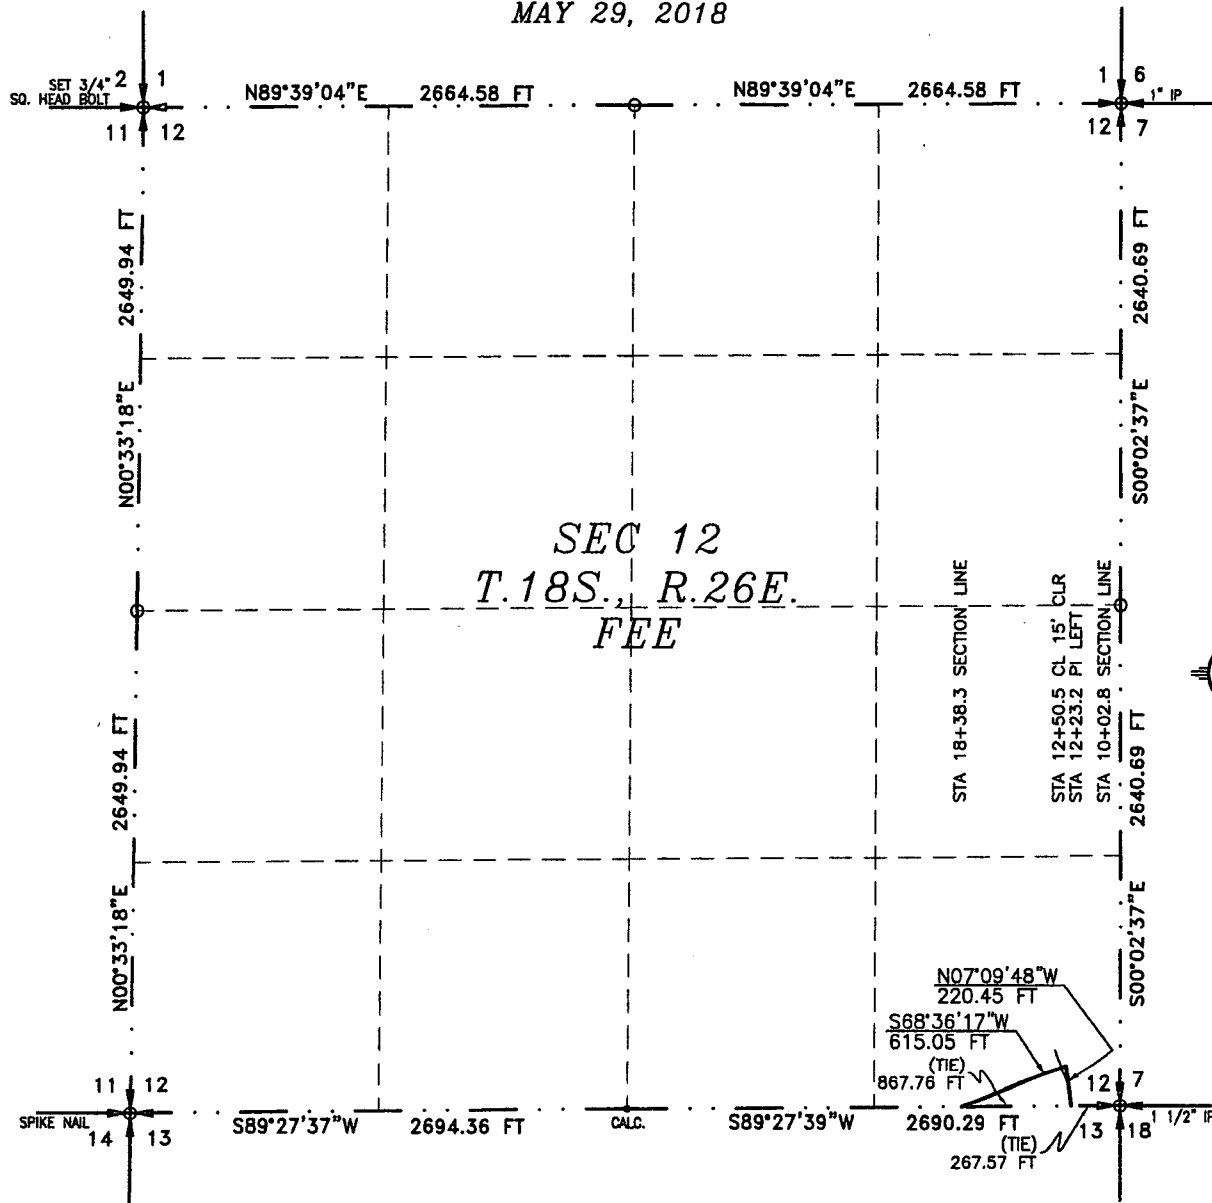 MAY 29, 2018
SET 3/4"
SQ. HEAD BOLT
2 1
11 12
N89°39'04"E 2664.58 FT
N89°39'04"E 2664.58 FT
1 6
12 7
1" IP
2649.94 FT
N00°33'18"E
2640.69 FT
S00°02'37"E
SEC 12
T.18S., R.26E.
FEE
STA 18+38.3 SECTION LINE
STA 12+50.5 CL 15' CLR
STA 12+23.2 PI LEFT
STA 10+02.8 SECTION LINE
2649.94 FT
N00°33'18"E
2640.69 FT
S00°02'37"E
N07°09'48"W
220.45 FT
S68°36'17"W
615.05 FT
(TIE)
867.76 FT
11 12
14 13
SPIKE NAIL
S89°27'37"W 2694.36 FT
CALC.
S89°27'39"W 2690.29 FT
(TIE)
267.57 FT
12 7
13 18
1 1/2" IP